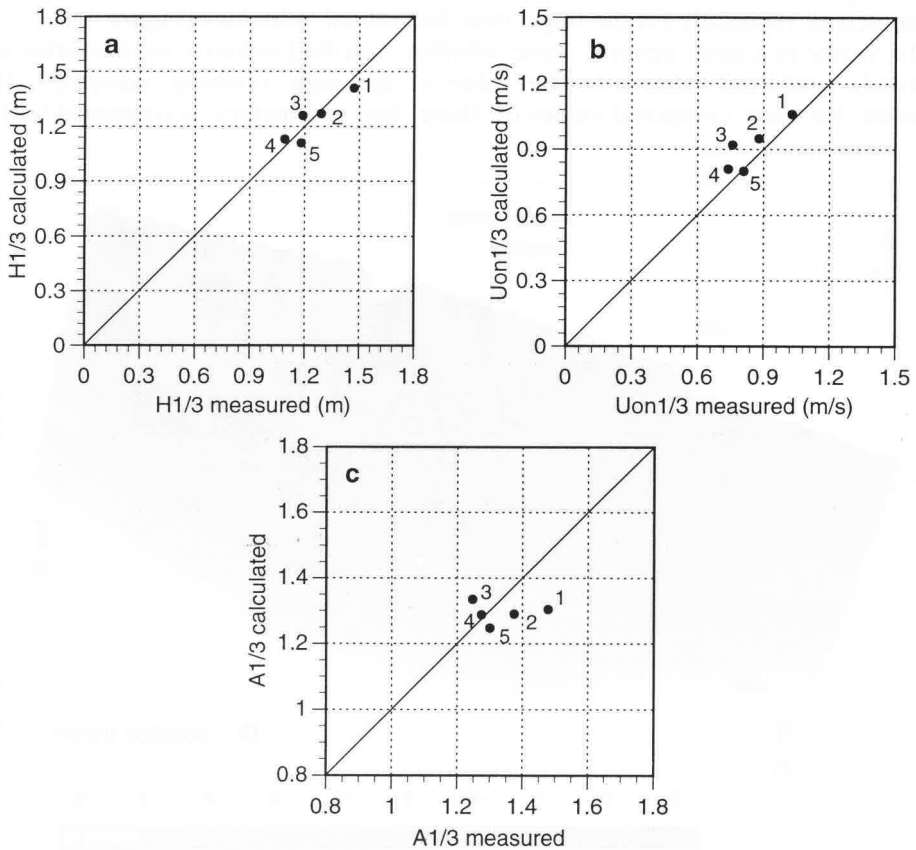 a
1.8
1.5
1.2
0.9
0.6
0.3
0
H1/3 calculated (m)
1
2
3
4
5
0 0.3 0.6 0.9 1.2 1.5 1.8
H1/3 measured (m)
b
1.5
1.2
0.9
0.6
0.3
0
Uon1/3 calculated (m/s)
1
2
3
4
5
0 0.3 0.6 0.9 1.2 1.5
Uon1/3 measured (m/s)
c
1.8
1.6
1.4
1.2
1
0.8
A1/3 calculated
3
1
4
2
5
0.8 1 1.2 1.4 1.6 1.8
A1/3 measured